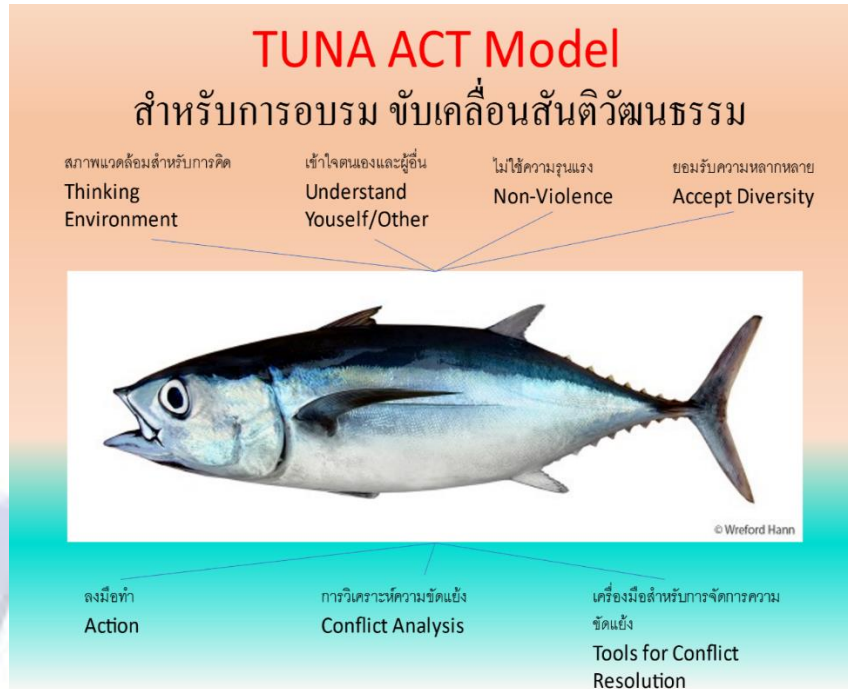 TUNA ACT Model
สำหรับการอบรม ขับเคลื่อนสันติวัฒนธรรม
สภาพแวดล้อมสำหรับการคิด
Thinking
Environment
เข้าใจตนเองและผู้อื่น
Understand
Youself/Other
ไม่ใช้ความรุนแรง
Non-Violence
ยอมรับความหลากหลาย
Accept Diversity
© Wreford Hann
ลงมือทำ
Action
การวิเคราะห์ความขัดแย้ง
Conflict Analysis
เครื่องมือสำหรับการจัดการความ
ขัดแย้ง
Tools for Conflict
Resolution